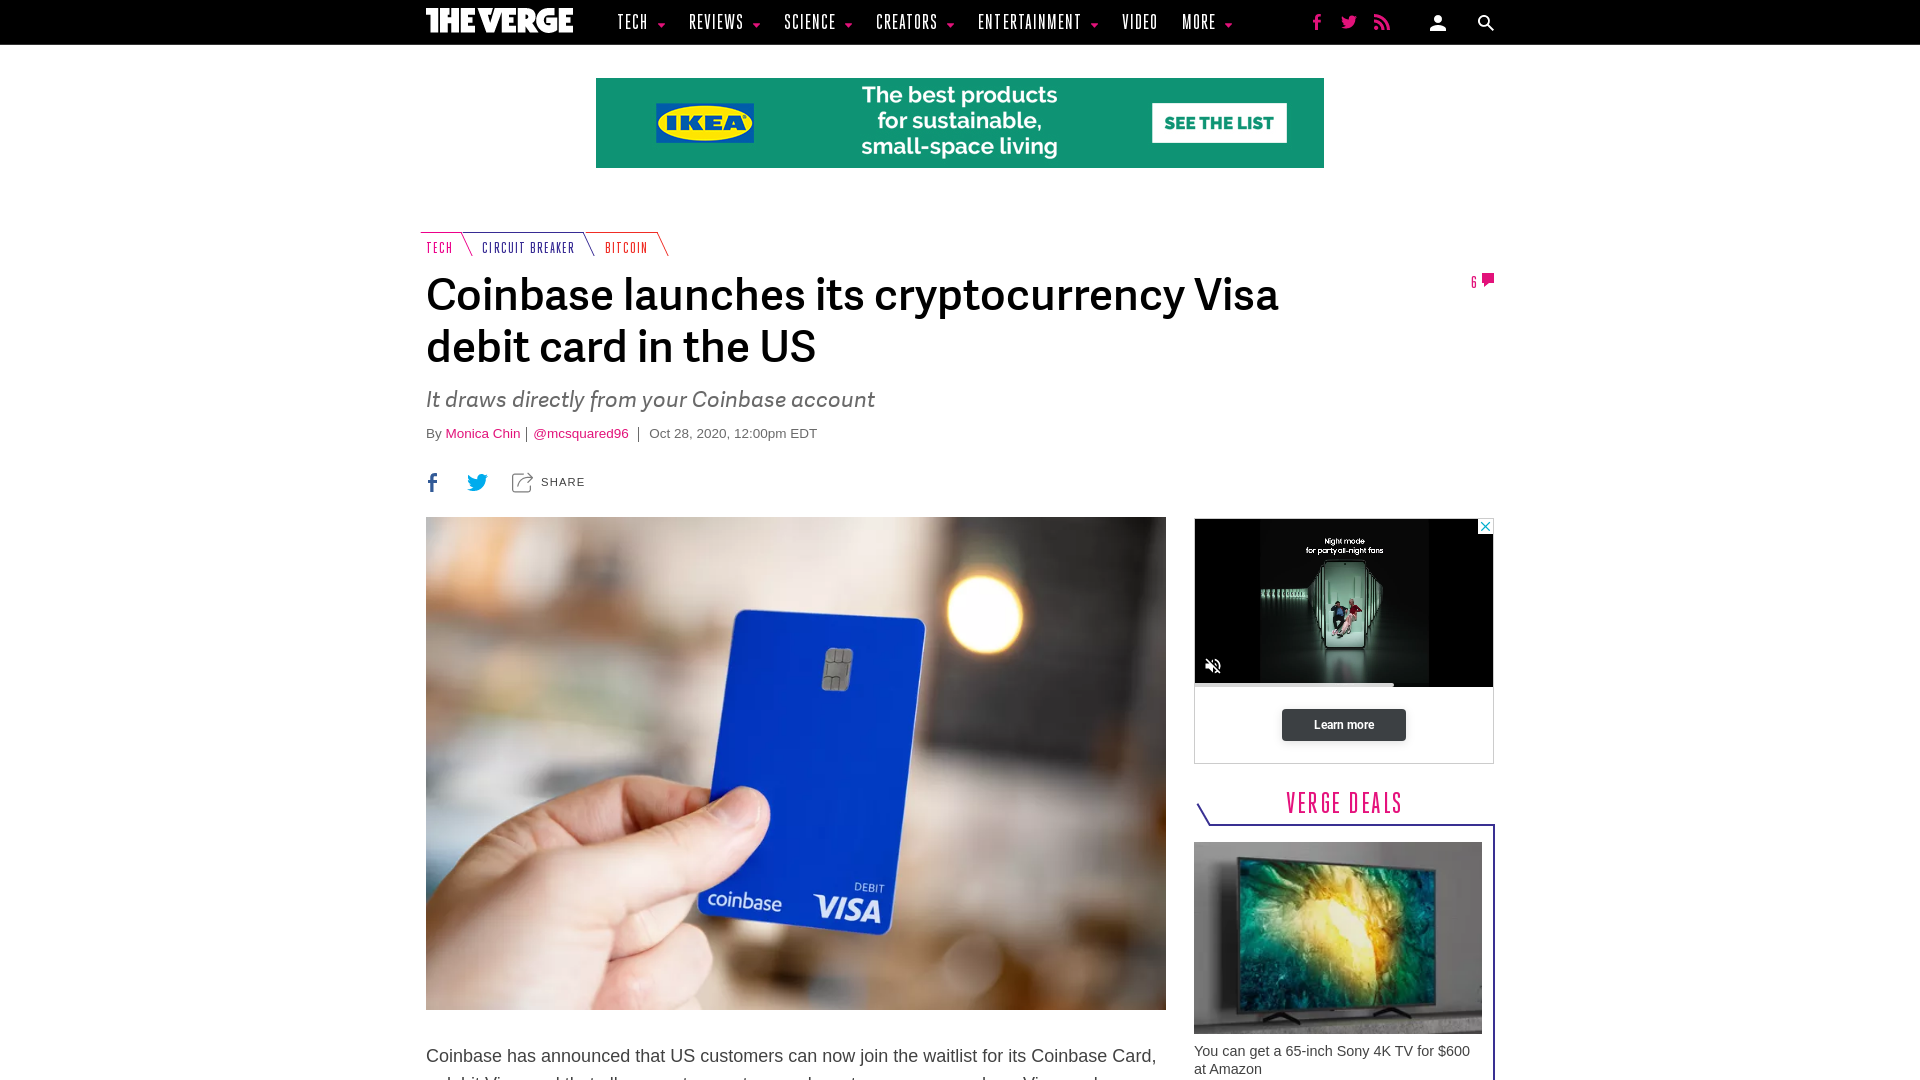 THE VERGE
TECH REVIEWS SCIENCE CREATORS ENTERTAINMENT VIDEO MORE
IKEA
The best products
for sustainable,
small-space living
SEE THE LIST
TECH CIRCUIT BREAKER BITCOIN
Coinbase launches its cryptocurrency Visa
debit card in the US
6
It draws directly from your Coinbase account
By Monica Chin | @mcsquared96 | Oct 28, 2020, 12:00pm EDT
SHARE
coinbase
DEBIT
VISA
Night mode
for party all-night fans
Learn more
VERGE DEALS
You can get a 65-inch Sony 4K TV for $600
at Amazon
Coinbase has announced that US customers can now join the waitlist for its Coinbase Card,